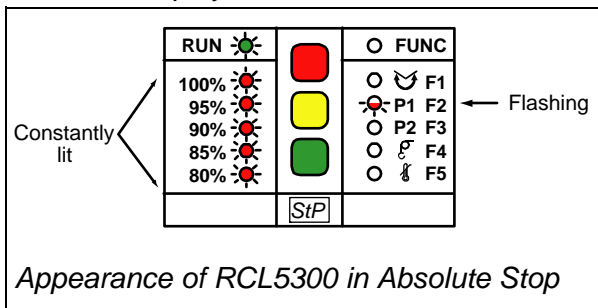 RUN
FUNC
100%
95%
90%
85%
80%
F1
P1 F2
P2 F3
F4
F5
Constantly
lit
Flashing
StP
Appearance of RCL5300 in Absolute Stop